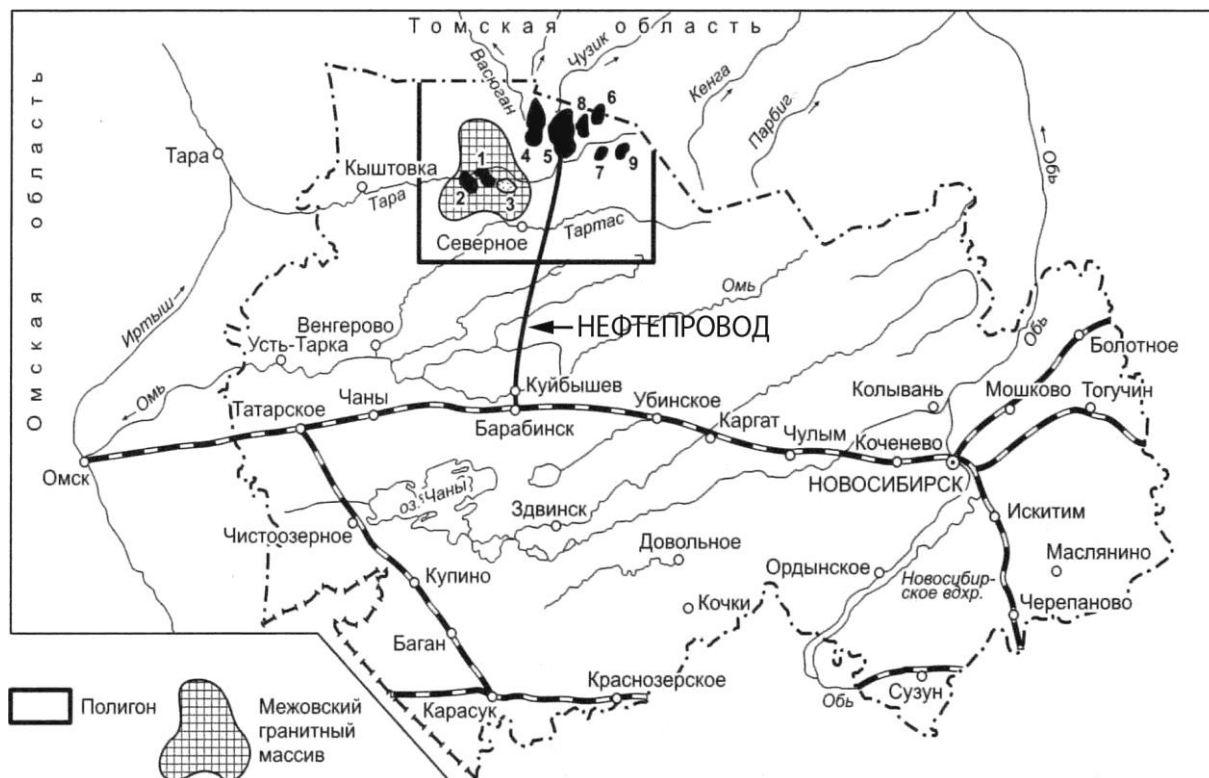 Томская область
Омская область
Васюган
Чузик
Кенга
Парбиг
Обь
Тара
Кыштовка
Тара
1
2
3
4
5
8
6
7
9
Северное
Тартас
Омь
Иртыш
Венгерово
Усть-Тарка
НЕФТЕПРОВОД
Обь
Болотное
Омь
Татарское
Чаны
Куйбышев
Барабинск
Убинское
Каргат
Колывань
Мошково
Тогучин
Чулым
Коченево
НОВОСИБИРСК
Омск
оз. Чаны
Здвинск
Чистоозерное
Искитим
Довольное
Ордынское
Маслянино
Новосибир-
ское вдхр.
Купино
Кочки
Черепаново
Баган
Карасук
Краснозерское
Обь
Сузун
Полигон
Межовский
гранитный
массив